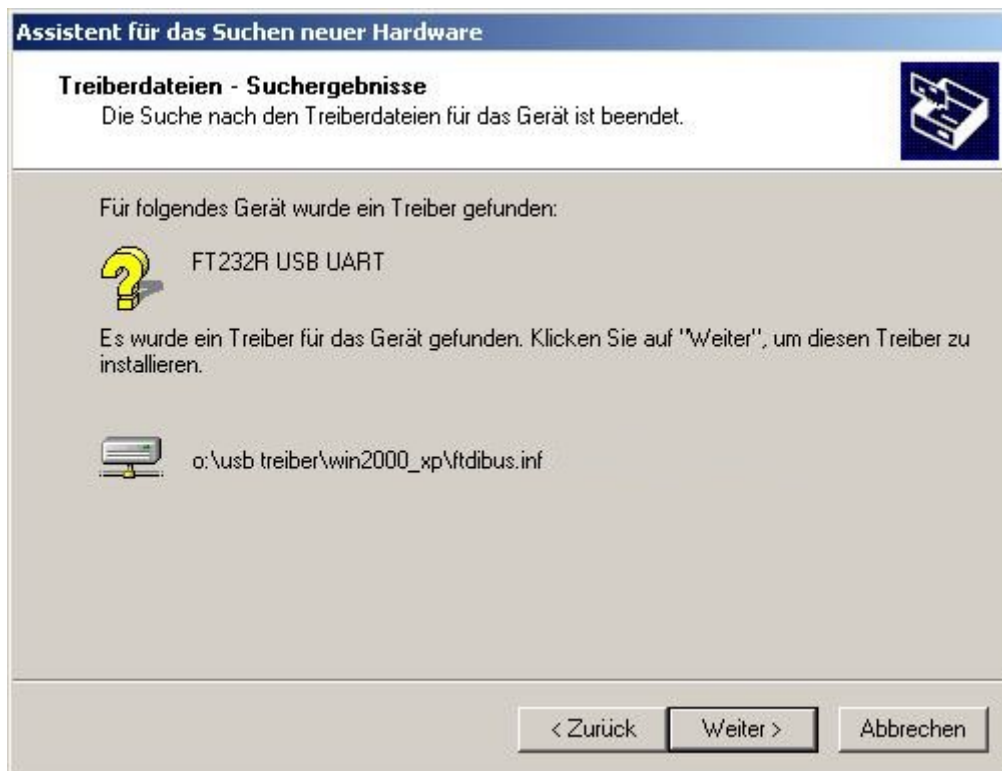 Assistent für das Suchen neuer Hardware
Treiberdateien - Suchergebnisse
Die Suche nach den Treiberdateien für das Gerät ist beendet.
Für folgendes Gerät wurde ein Treiber gefunden:
FT232R USB UART
Es wurde ein Treiber für das Gerät gefunden. Klicken Sie auf "Weiter", um diesen Treiber zu
installieren.
o:\usb treiber\win2000_xp\ftdibus.inf
< Zurück
Weiter >
Abbrechen